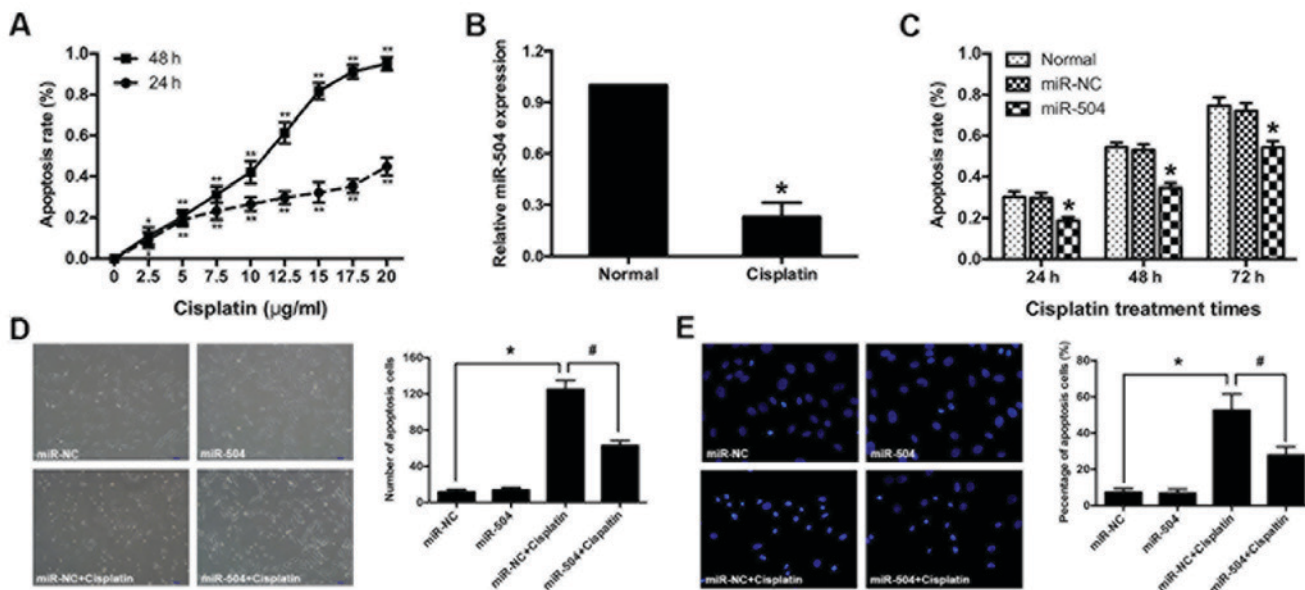 A
48 h
24 h
Apoptosis rate (%)
1.0
0.8
0.6
0.4
0.2
0.0
0 2.5 5 7.5 10 12.5 15 17.5 20
Cisplatin (µg/ml)
* ** ** ** ** ** ** **
** ** ** ** ** ** **
B
Relative miR-504 expression
1.2
0.9
0.6
0.3
0.0
*
Normal Cisplatin
C
Normal
miR-NC
miR-504
Apoptosis rate (%)
1.0
0.8
0.6
0.4
0.2
0.0
* * *
24 h 48 h 72 h
Cisplatin treatment times
D
miR-NC miR-504
miR-NC+Cisplatin miR-504+Cisplatin
Number of apoptosis cells
160
120
80
40
0
* #
miR-NC
miR-504
miR-NC+Cisplatin
miR-504+Cispaltin
E
miR-NC miR-504
miR-NC+Cisplatin miR-504+Cisplatin
Pecentage of apoptosis cells (%)
80
60
40
20
0
* #
miR-NC
miR-504
miR-NC+Cisplatin
miR-504+Cispaltin